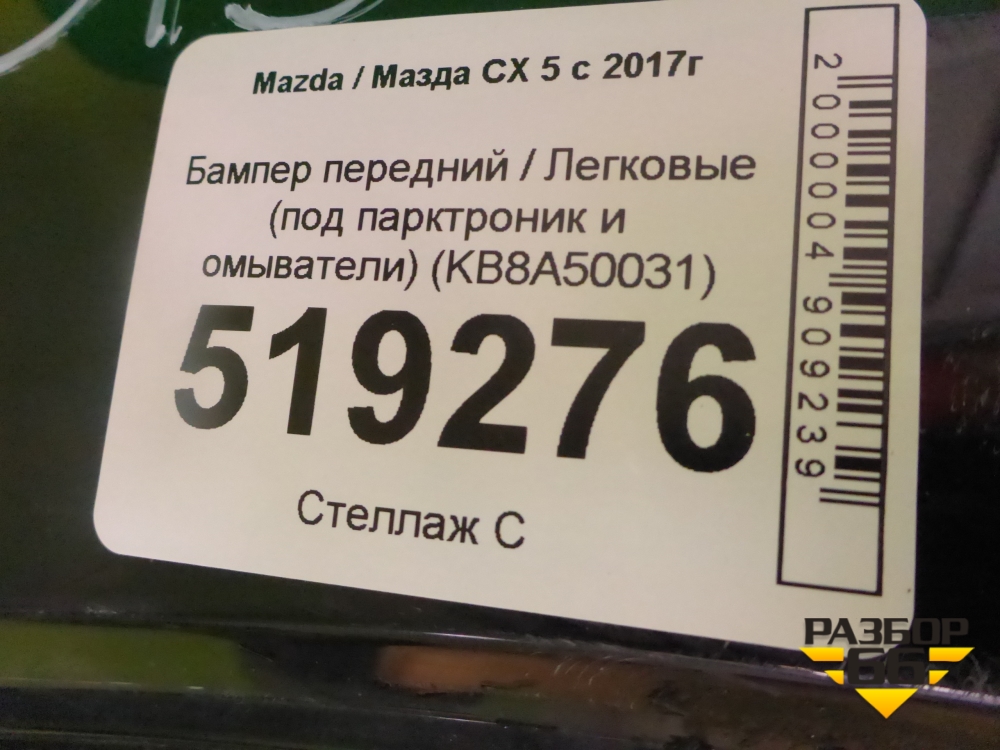 Mazda / Мазда CX 5 с 2017г
Бампер передний / Легковые
(под парктроник и
омыватели) (KB8A50031)
519276
Стеллаж С
2000004909239
РАЗБОР
66